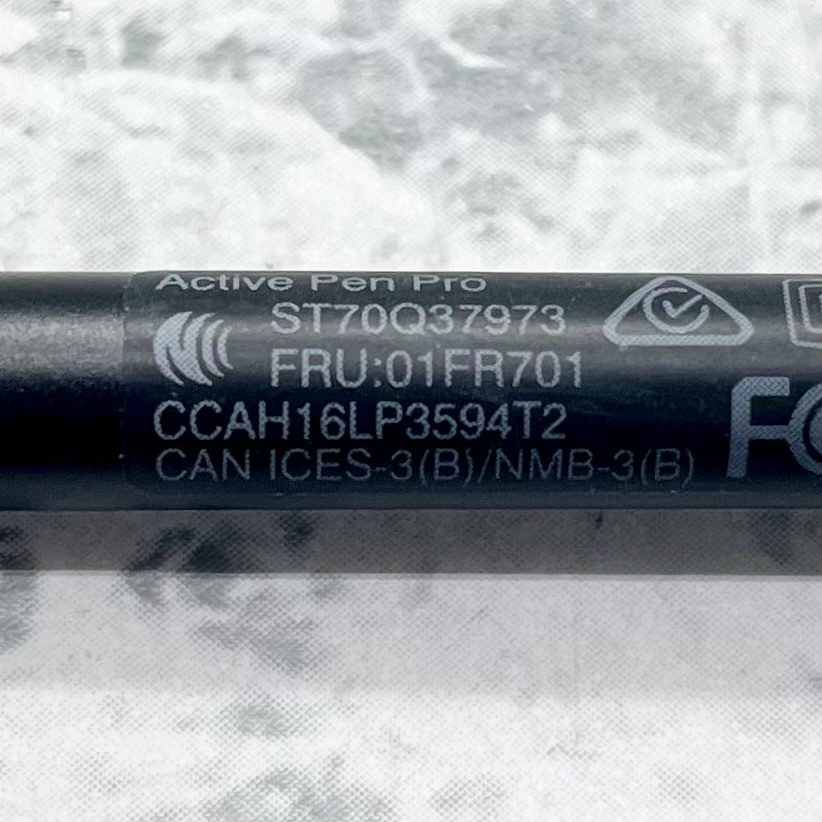 Active Pen Pro
ST70Q37973
FRU:01FR701
CCAH16LP3594T2
CAN ICES-3(B)/NMB-3(B)